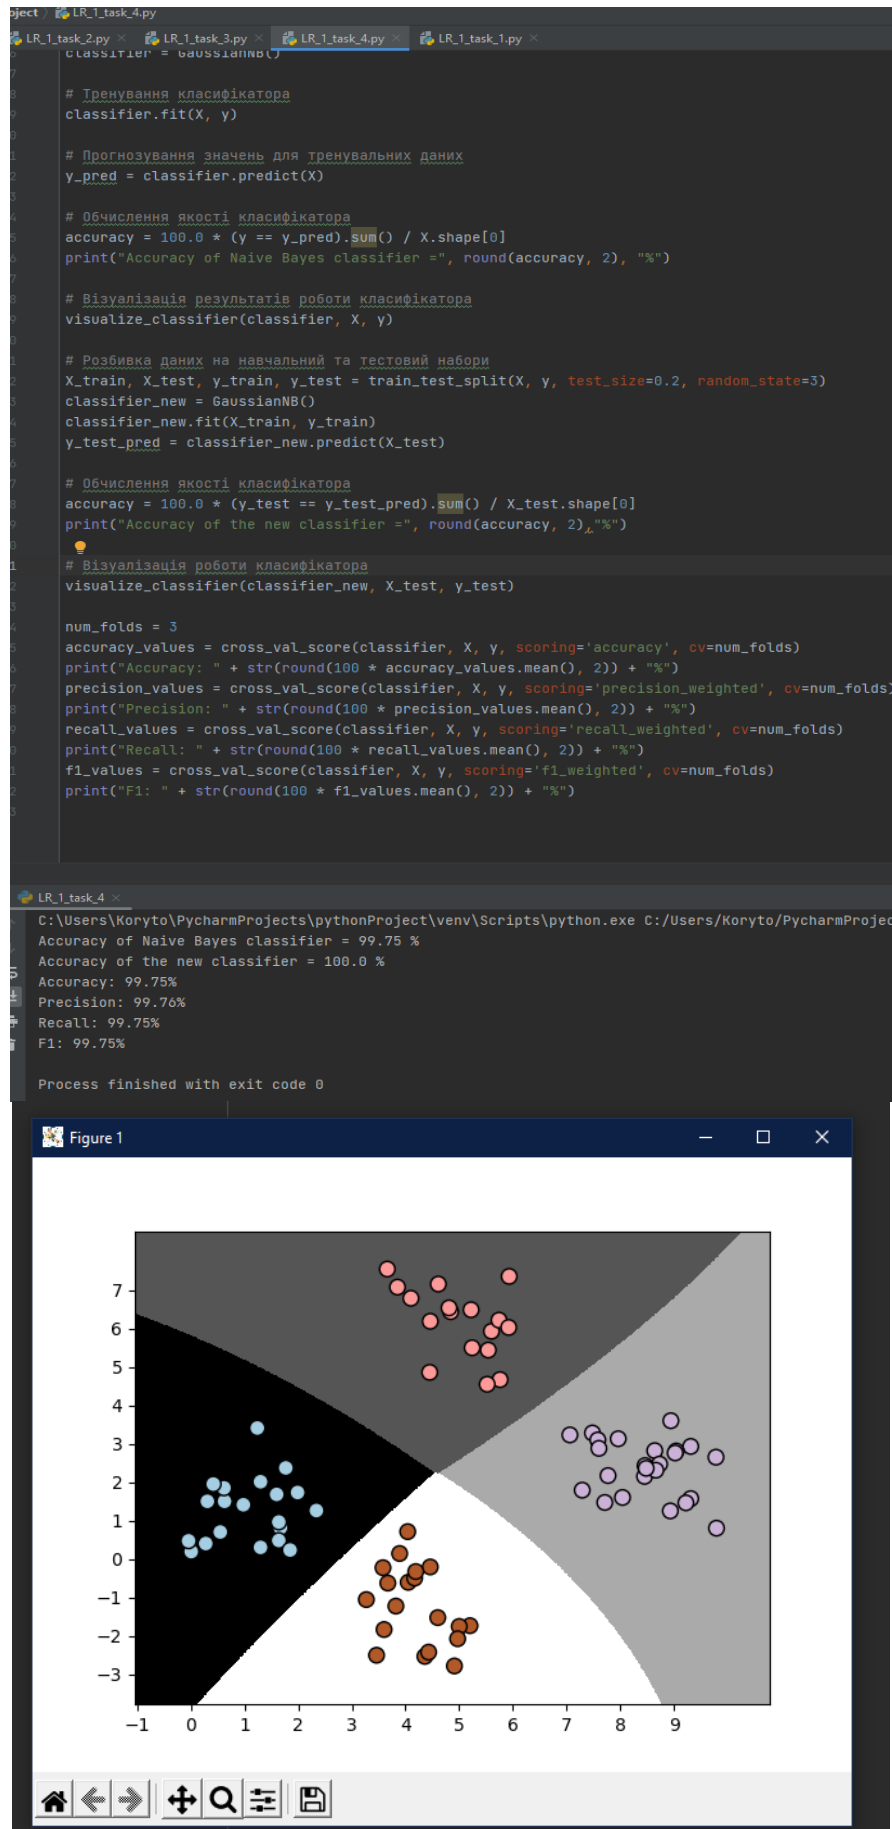 oject › LR_1_task_4.py
LR_1_task_2.py × LR_1_task_3.py × LR_1_task_4.py × LR_1_task_1.py ×
classifier = GaussianNB()
# Тренування класифікатора
classifier.fit(X, y)
# Прогнозування значень для тренувальних даних
y_pred = classifier.predict(X)
# Обчислення якості класифікатора
accuracy = 100.0 * (y == y_pred).sum() / X.shape[0]
print("Accuracy of Naive Bayes classifier =", round(accuracy, 2), "%")
# Візуалізація результатів роботи класифікатора
visualize_classifier(classifier, X, y)
# Розбивка даних на навчальний та тестовий набори
X_train, X_test, y_train, y_test = train_test_split(X, y, test_size=0.2, random_state=3)
classifier_new = GaussianNB()
classifier_new.fit(X_train, y_train)
y_test_pred = classifier_new.predict(X_test)
# Обчислення якості класифікатора
accuracy = 100.0 * (y_test == y_test_pred).sum() / X_test.shape[0]
print("Accuracy of the new classifier =", round(accuracy, 2),"%")
# Візуалізація роботи класифікатора
visualize_classifier(classifier_new, X_test, y_test)
num_folds = 3
accuracy_values = cross_val_score(classifier, X, y, scoring='accuracy', cv=num_folds)
print("Accuracy: " + str(round(100 * accuracy_values.mean(), 2)) + "%")
precision_values = cross_val_score(classifier, X, y, scoring='precision_weighted', cv=num_folds)
print("Precision: " + str(round(100 * precision_values.mean(), 2)) + "%")
recall_values = cross_val_score(classifier, X, y, scoring='recall_weighted', cv=num_folds)
print("Recall: " + str(round(100 * recall_values.mean(), 2)) + "%")
f1_values = cross_val_score(classifier, X, y, scoring='f1_weighted', cv=num_folds)
print("F1: " + str(round(100 * f1_values.mean(), 2)) + "%")
LR_1_task_4 ×
C:\Users\Koryto\PycharmProjects\pythonProject\venv\Scripts\python.exe C:/Users/Koryto/PycharmProjec
Accuracy of Naive Bayes classifier = 99.75 %
Accuracy of the new classifier = 100.0 %
Accuracy: 99.75%
Precision: 99.76%
Recall: 99.75%
F1: 99.75%
Process finished with exit code 0
Figure 1
7
6
5
4
3
2
1
0
−1
−2
−3
−1 0 1 2 3 4 5 6 7 8 9